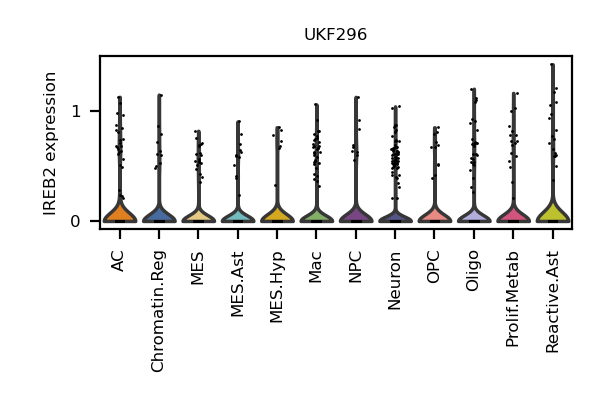 UKF296
IREB2 expression
1
0
AC
Chromatin.Reg
MES
MES.Ast
MES.Hyp
Mac
NPC
Neuron
OPC
Oligo
Prolif.Metab
Reactive.Ast